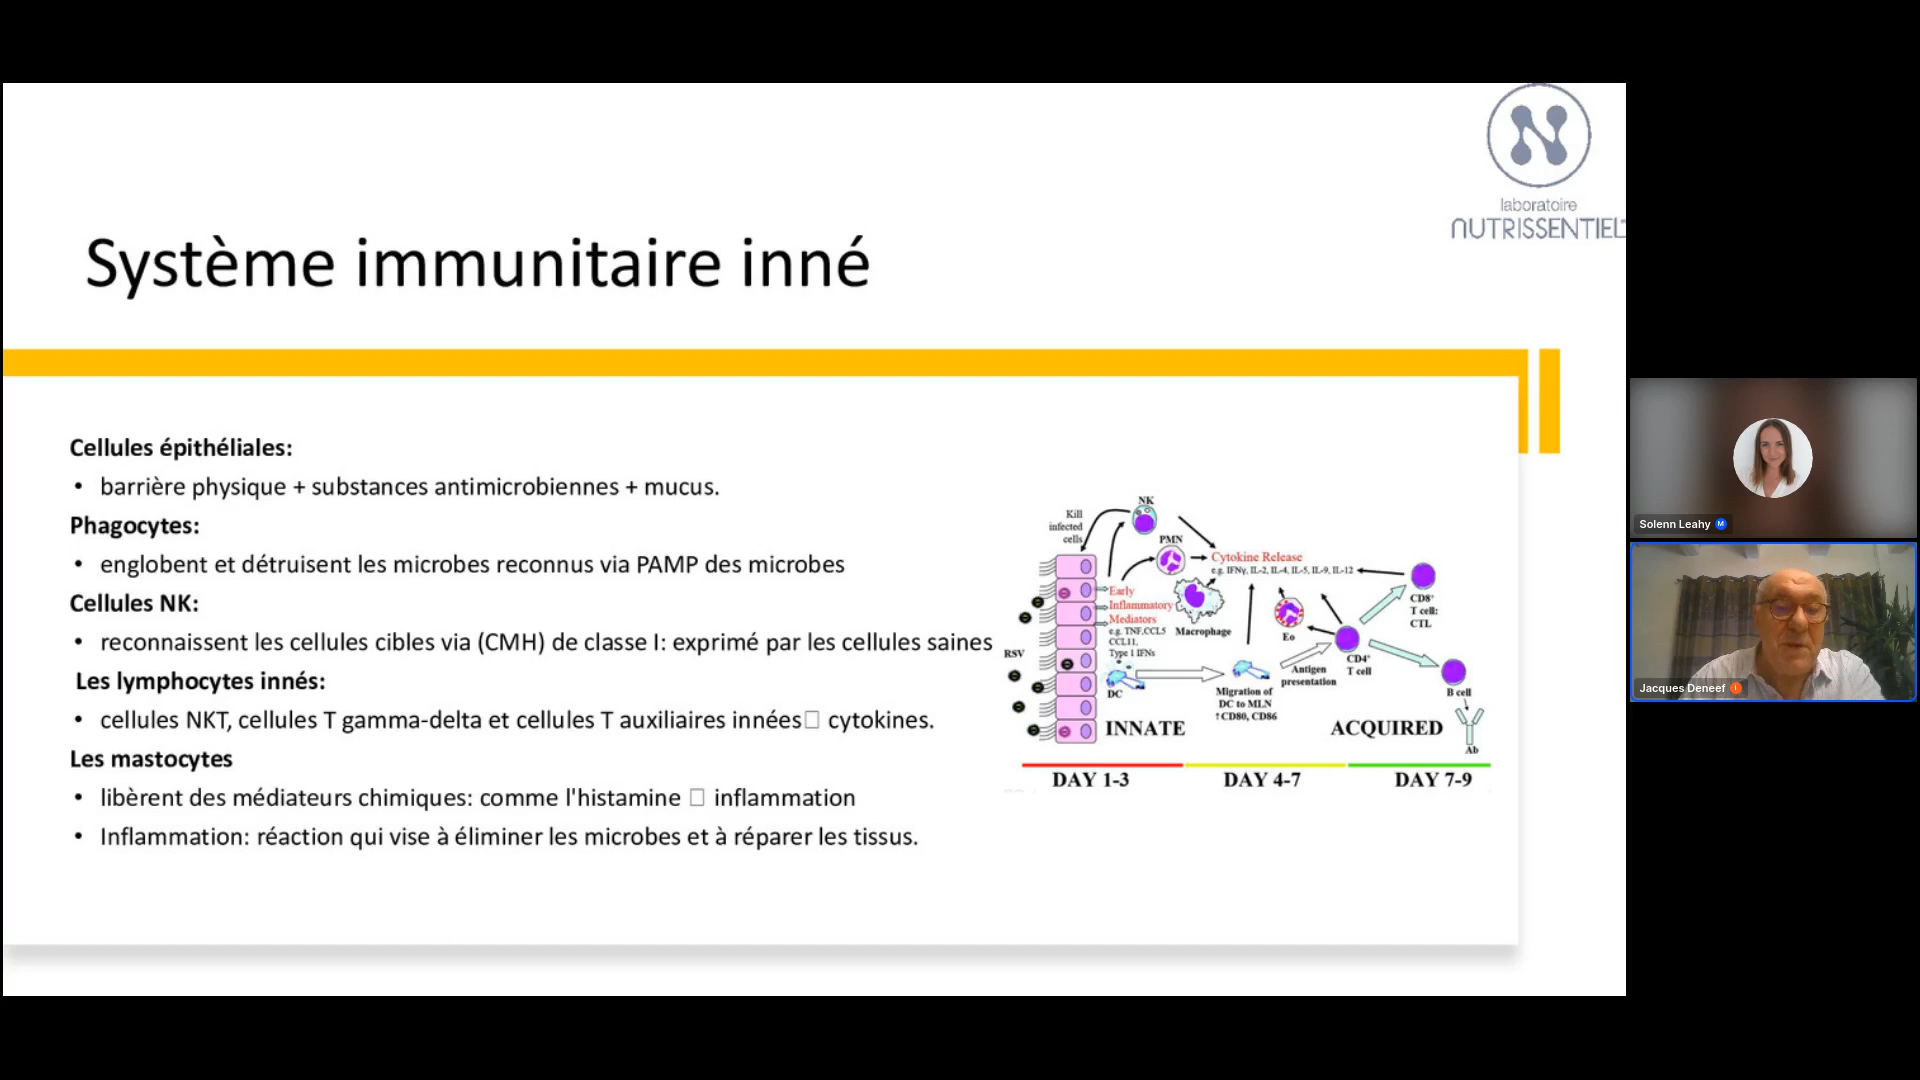 laboratoire
NUTRISSENTIEL
Système immunitaire inné
Cellules épithéliales:
• barrière physique + substances antimicrobiennes + mucus.
Phagocytes:
• englobent et détruisent les microbes reconnus via PAMP des microbes
Cellules NK:
• reconnaissent les cellules cibles via (CMH) de classe I: exprimé par les cellules saines
Les lymphocytes innés:
• cellules NKT, cellules T gamma-delta et cellules T auxiliaires innées□ cytokines.
Les mastocytes
• libèrent des médiateurs chimiques: comme l'histamine □ inflammation
• Inflammation: réaction qui vise à éliminer les microbes et à réparer les tissus.
NK
Kill
infected
cells
PMN
Cytokine Release
e.g. IFNγ, IL-2, IL-4, IL-5, IL-9, IL-12
Early
Inflammatory
Mediators
e.g. TNF,CCL5
CCL11,
Type 1 IFNs
Macrophage
Eo
CD8+
T cell:
CTL
RSV
DC
Migration of
DC to MLN
↑CD80, CD86
Antigen
presentation
CD4+
T cell
B cell
Ab
INNATE
ACQUIRED
DAY 1-3
DAY 4-7
DAY 7-9
Solenn Leahy M
Jacques Deneef I